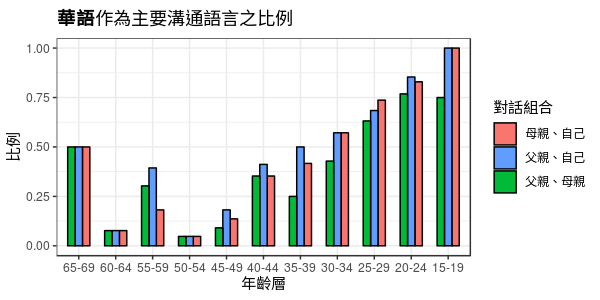 華語作為主要溝通語言之比例
1.00
0.75
0.50
0.25
0.00
比例
65-69 60-64 55-59 50-54 45-49 40-44 35-39 30-34 25-29 20-24 15-19
年齡層
對話組合
母親、自己
父親、自己
父親、母親